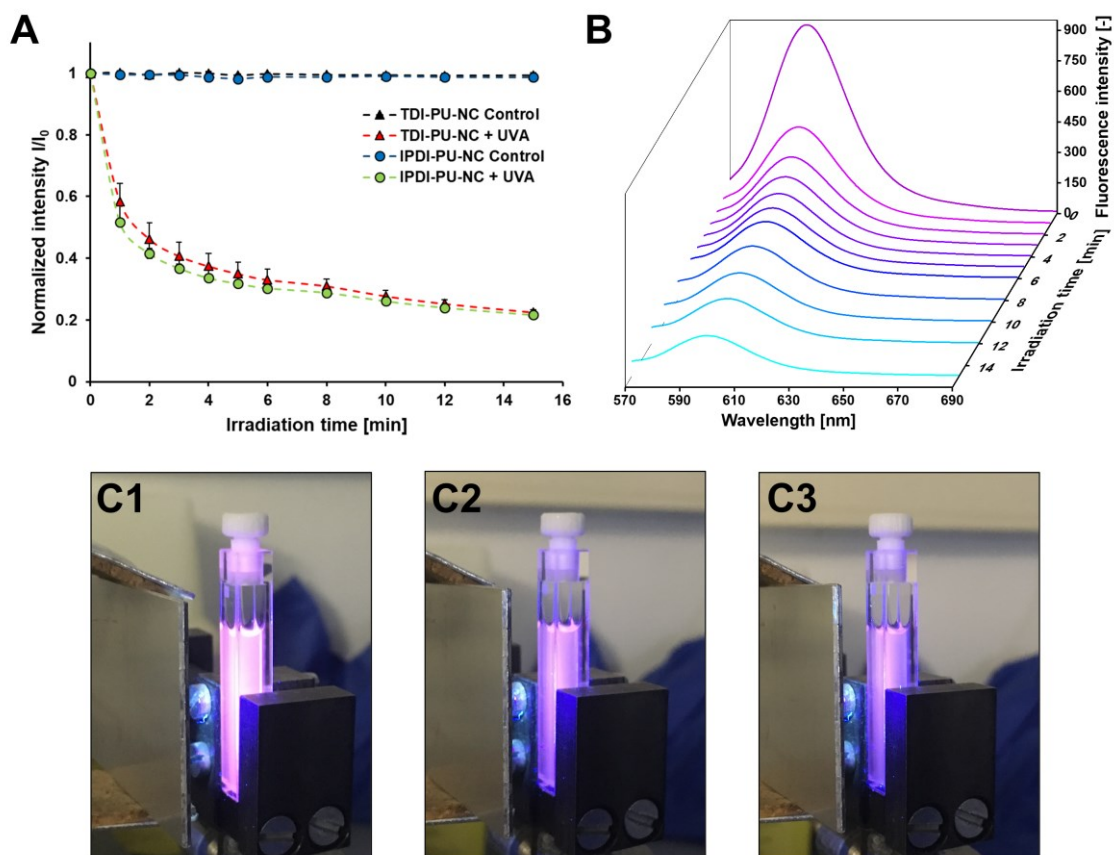 A
Normalized intensity I/I0
1
0.8
0.6
0.4
0.2
0
0 2 4 6 8 10 12 14 16
Irradiation time [min]
TDI-PU-NC Control
TDI-PU-NC + UVA
IPDI-PU-NC Control
IPDI-PU-NC + UVA
B
900
750
600
450
300
150
0
Fluorescence intensity [-]
0
2
4
6
8
10
12
14
Irradiation time [min]
570 590 610 630 650 670 690
Wavelength [nm]
C1
C2
C3